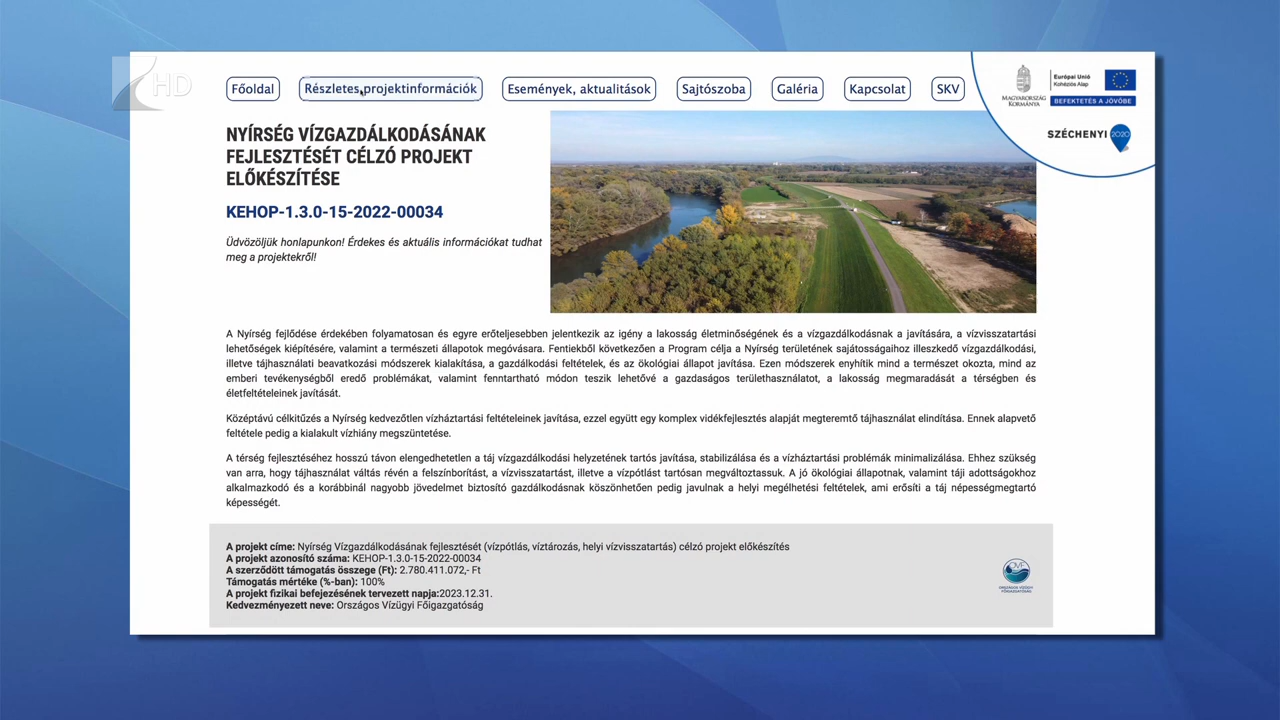 HD
Főoldal
Részletes projektinformációk
Események, aktualitások
Sajtószoba
Galéria
Kapcsolat
SKV
MAGYARORSZÁG
KORMÁNYA
Európai Unió
Kohéziós Alap
BEFEKTETÉS A JÖVŐBE
SZÉCHENYI 2020
NYÍRSÉG VÍZGAZDÁLKODÁSÁNAK
FEJLESZTÉSÉT CÉLZÓ PROJEKT
ELŐKÉSZÍTÉSE
KEHOP-1.3.0-15-2022-00034
Üdvözöljük honlapunkon! Érdekes és aktuális információkat tudhat
meg a projektekről!
A Nyírség fejlődése érdekében folyamatosan és egyre erőteljesebben jelentkezik az igény a lakosság életminőségének és a vízgazdálkodásnak a javítására, a vízvisszatartási
lehetőségek kiépítésére, valamint a természeti állapotok megóvására. Fentiekből következően a Program célja a Nyírség területének sajátosságaihoz illeszkedő vízgazdálkodási,
illetve tájhasználati beavatkozási módszerek kialakítása, a gazdálkodási feltételek, és az ökológiai állapot javítása. Ezen módszerek enyhítik mind a természet okozta, mind az
emberi tevékenységből eredő problémákat, valamint fenntartható módon teszik lehetővé a gazdaságos területhasználatot, a lakosság megmaradását a térségben és
életfeltételeinek javítását.
Középtávú célkitűzés a Nyírség kedvezőtlen vízháztartási feltételeinek javítása, ezzel együtt egy komplex vidékfejlesztés alapját megteremtő tájhasználat elindítása. Ennek alapvető
feltétele pedig a kialakult vízhiány megszüntetése.
A térség fejlesztéséhez hosszú távon elengedhetetlen a táj vízgazdálkodási helyzetének tartós javítása, stabilizálása és a vízháztartási problémák minimalizálása. Ehhez szükség
van arra, hogy tájhasználat váltás révén a felszínborítást, a vízvisszatartást, illetve a vízpótlást tartósan megváltoztassuk. A jó ökológiai állapotnak, valamint táji adottságokhoz
alkalmazkodó és a korábbinál nagyobb jövedelmet biztosító gazdálkodásnak köszönhetően pedig javulnak a helyi megélhetési feltételek, ami erősíti a táj népességmegtartó
képességét.
A projekt címe: Nyírség Vízgazdálkodásának fejlesztését (vízpótlás, víztározás, helyi vízvisszatartás) célzó projekt előkészítés
A projekt azonosító száma: KEHOP-1.3.0-15-2022-00034
A szerződött támogatás összege (Ft): 2.780.411.072,- Ft
Támogatás mértéke (%-ban): 100%
A projekt fizikai befejezésének tervezett napja:2023.12.31.
Kedvezményezett neve: Országos Vízügyi Főigazgatóság
OVF
ORSZÁGOS VÍZÜGYI
FŐIGAZGATÓSÁG